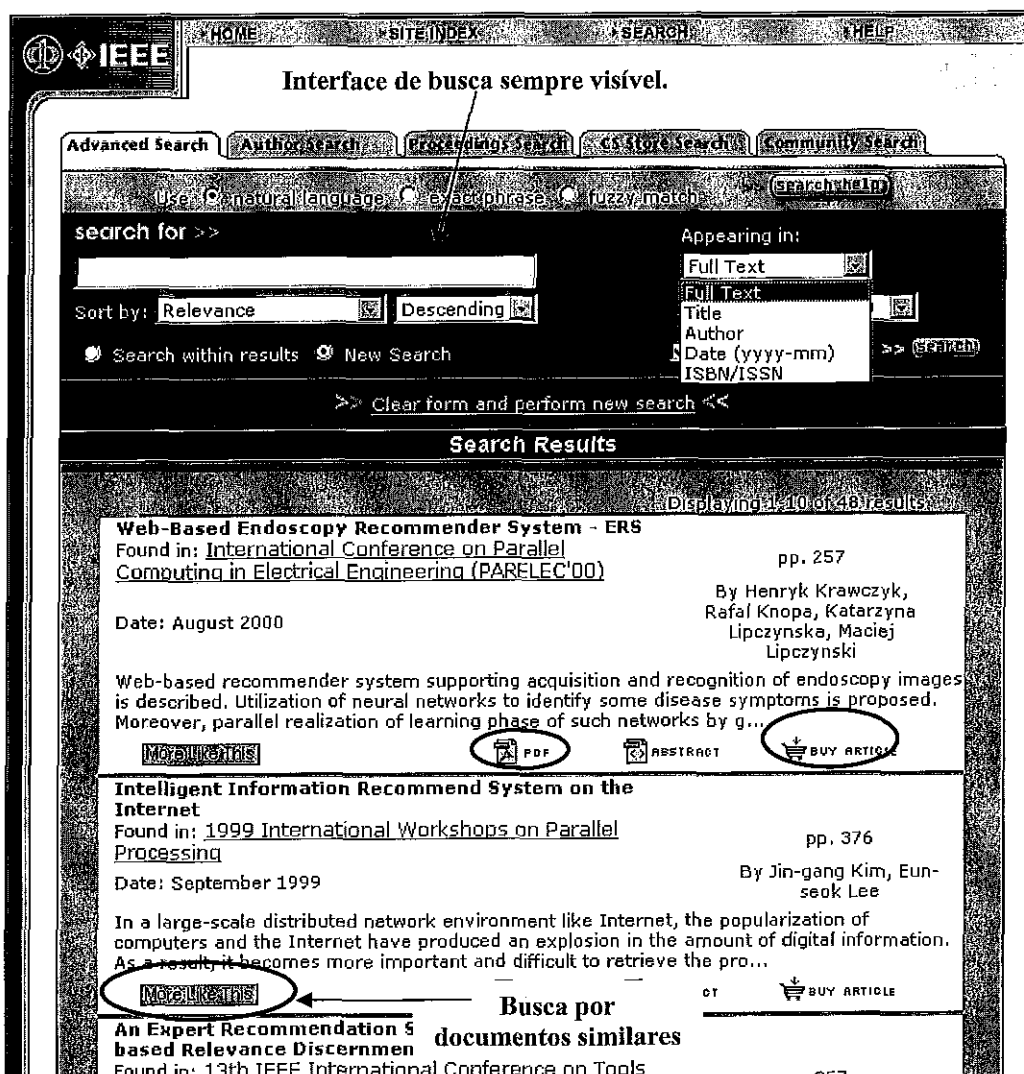 IEEE
HOME SITE INDEX SEARCH HELP
Interface de busca sempre visível.
Advanced Search Author Search Proceedings Search CS Store Search Community Search
Use natural language exact phrase fuzzy match (search help)
search for >>
Appearing in:
Full Text
Full Text
Sort by: Relevance Descending
Title
Author
Search within results New Search
Date (yyyy-mm) >> (search)
ISBN/ISSN
>> Clear form and perform new search <<
Search Results
Displaying 1-10 of 48 results
Web-Based Endoscopy Recommender System - ERS
Found in: International Conference on Parallel
Computing in Electrical Engineering (PARELEC'00)
pp. 257
By Henryk Krawczyk,
Rafal Knopa, Katarzyna
Lipczynska, Maciej
Lipczynski
Date: August 2000
Web-based recommender system supporting acquisition and recognition of endoscopy images
is described. Utilization of neural networks to identify some disease symptoms is proposed.
Moreover, parallel realization of learning phase of such networks by g...
More Like This PDF ABSTRACT BUY ARTICLE
Intelligent Information Recommend System on the
Internet
Found in: 1999 International Workshops on Parallel
Processing
pp. 376
By Jin-gang Kim, Eun-
seok Lee
Date: September 1999
In a large-scale distributed network environment like Internet, the popularization of
computers and the Internet have produced an explosion in the amount of digital information.
As a result, it becomes more important and difficult to retrieve the pro...
More Like This CT BUY ARTICLE
Busca por
documentos similares
An Expert Recommendation S
based Relevance Discernmen
Found in: 13th IEEE International Conference on Tools